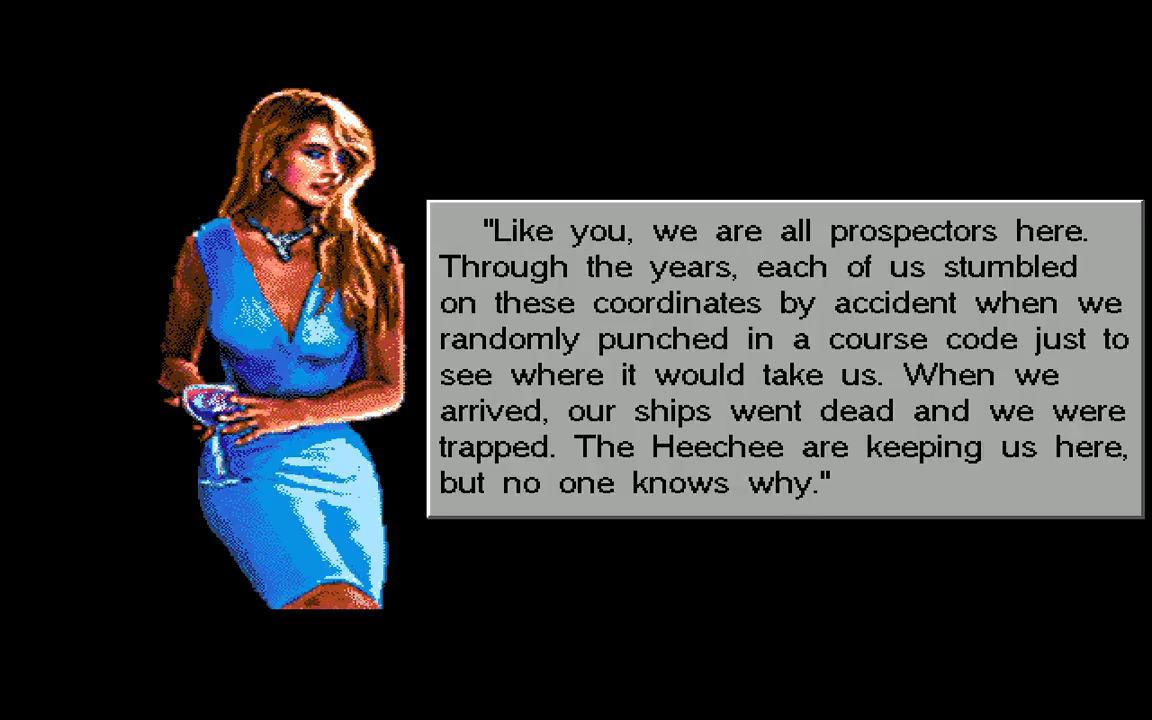 "Like you, we are all prospectors here.
Through the years, each of us stumbled
on these coordinates by accident when we
randomly punched in a course code just to
see where it would take us. When we
arrived, our ships went dead and we were
trapped. The Heechee are keeping us here,
but no one knows why."